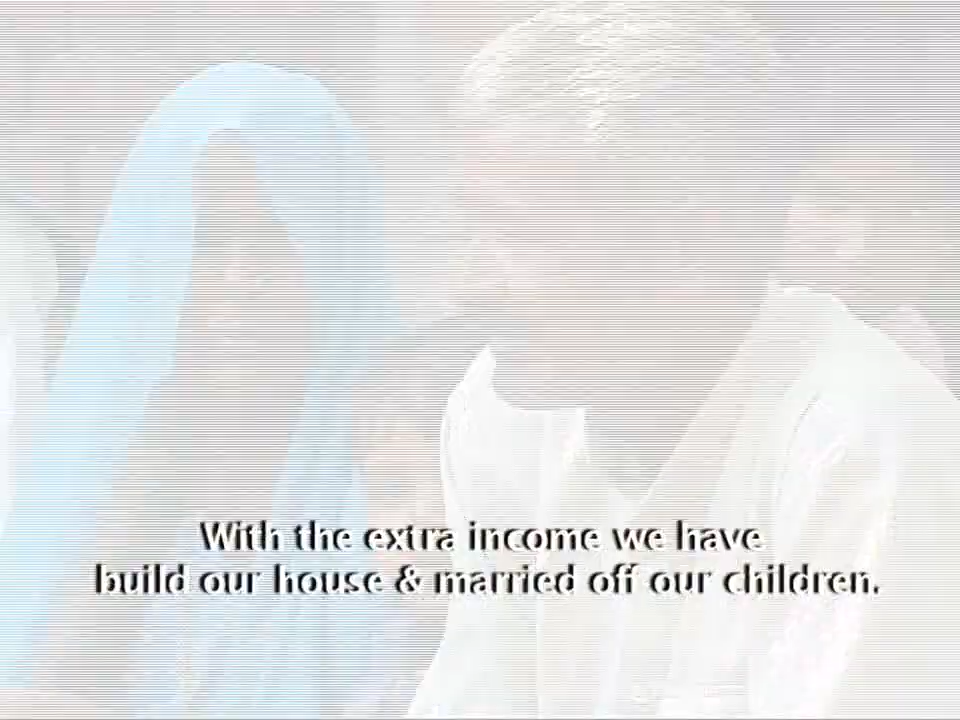 With the extra income we have
build our house & married off our children.